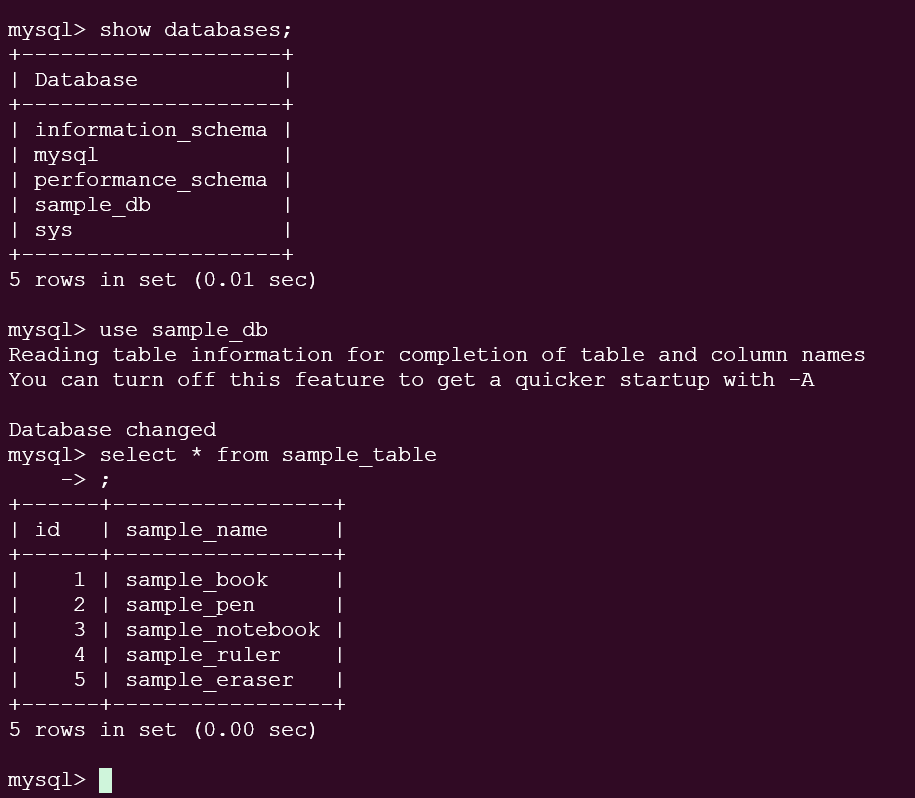 mysql> show databases;
+--------------------+
| Database           |
+--------------------+
| information_schema |
| mysql              |
| performance_schema |
| sample_db          |
| sys                |
+--------------------+
5 rows in set (0.01 sec)

mysql> use sample_db
Reading table information for completion of table and column names
You can turn off this feature to get a quicker startup with -A

Database changed
mysql> select * from sample_table
    -> ;
+------+-----------------+
| id   | sample_name     |
+------+-----------------+
|    1 | sample_book     |
|    2 | sample_pen      |
|    3 | sample_notebook |
|    4 | sample_ruler    |
|    5 | sample_eraser   |
+------+-----------------+
5 rows in set (0.00 sec)

mysql>